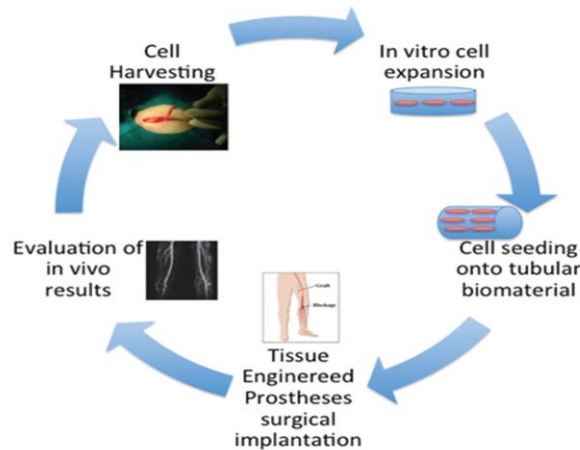 Cell
Harvesting
In vitro cell
expansion
Cell seeding
onto tubular
biomaterial
Graft
Blockage
Tissue
Enginereed
Prostheses
surgical
implantation
Evaluation of
in vivo
results